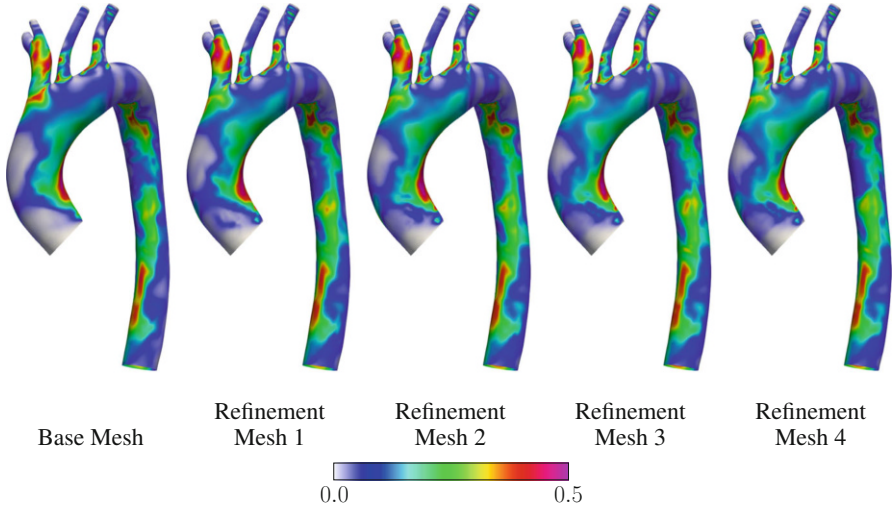 Base Mesh
Refinement
Mesh 1
Refinement
Mesh 2
Refinement
Mesh 3
Refinement
Mesh 4
0.0
0.5